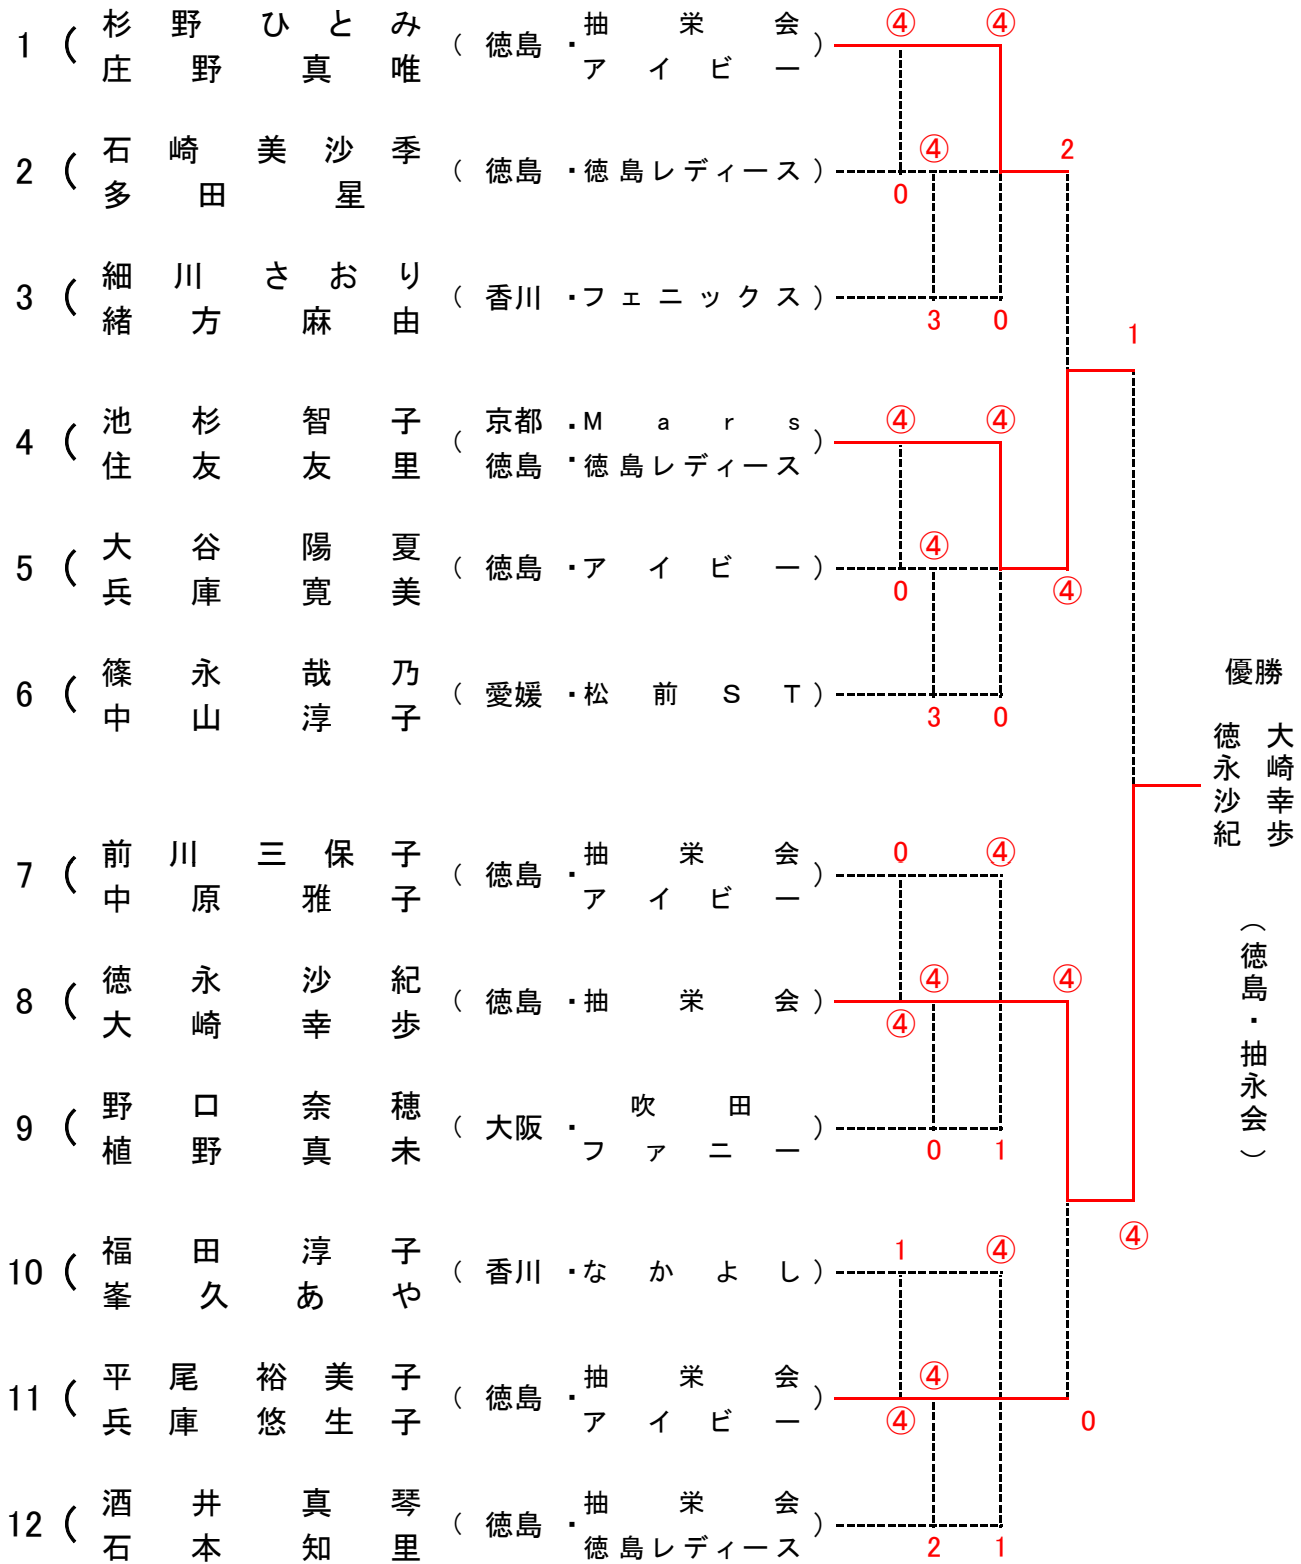 ④ ④
1 ( 杉野ひとみ ( 徳島 ・ 抽栄会 )
庄野真唯 アイビー
2
2 ( 石崎美沙季 ( 徳島 ・ 徳島レディース ) ④
多田星 0
3 ( 細川さおり ( 香川 ・ フェニックス )
緒方麻由 3 0
1
4 ( 池杉智子 ( 京都 ・ Mars ) ④ ④
住友友里 徳島 ・ 徳島レディース
5 ( 大谷陽夏 ( 徳島 ・ アイビー ) ④
兵庫寛美 0 ④
6 ( 篠永哉乃 ( 愛媛 ・ 松前ST )
中山淳子 3 0
優勝
大崎幸歩
徳永沙紀
(徳島・抽永会)
7 ( 前川三保子 ( 徳島 ・ 抽栄会 ) 0 ④
中原雅子 アイビー
8 ( 徳永沙紀 ( 徳島 ・ 抽栄会 ) ④ ④
大崎幸歩 ④
9 ( 野口奈穂 ( 大阪 ・ 吹田 )
植野真未 ファニー 0 1
④
10 ( 福田淳子 ( 香川 ・ なかよし ) 1 ④
峯久あや
11 ( 平尾裕美子 ( 徳島 ・ 抽栄会 ) ④
兵庫悠生子 アイビー ④ 0
12 ( 酒井真琴 ( 徳島 ・ 抽栄会 )
石本知里 徳島レディース 2 1